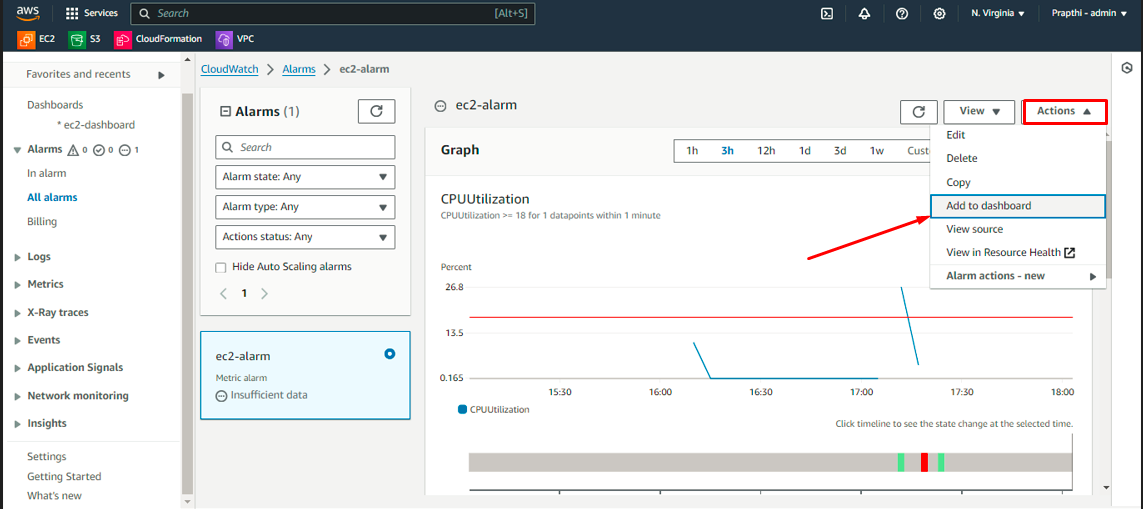 aws
Services
Search
[Alt+S]
N. Virginia
Prapthi - admin
EC2
S3
CloudFormation
VPC
Favorites and recents
Dashboards
* ec2-dashboard
Alarms 0 0 1
In alarm
All alarms
Billing
Logs
Metrics
X-Ray traces
Events
Application Signals
Network monitoring
Insights
Settings
Getting Started
What's new
CloudWatch > Alarms > ec2-alarm
Alarms (1)
Search
Alarm state: Any
Alarm type: Any
Actions status: Any
Hide Auto Scaling alarms
1
ec2-alarm
Metric alarm
Insufficient data
ec2-alarm
View
Actions
Edit
Delete
Copy
Add to dashboard
View source
View in Resource Health
Alarm actions - new
Graph
1h 3h 12h 1d 3d 1w Custo
CPUUtilization
CPUUtilization >= 18 for 1 datapoints within 1 minute
Percent
26.8
13.5
0.165
15:30 16:00 16:30 17:00 17:30 18:00
CPUUtilization
Click timeline to see the state change at the selected time.